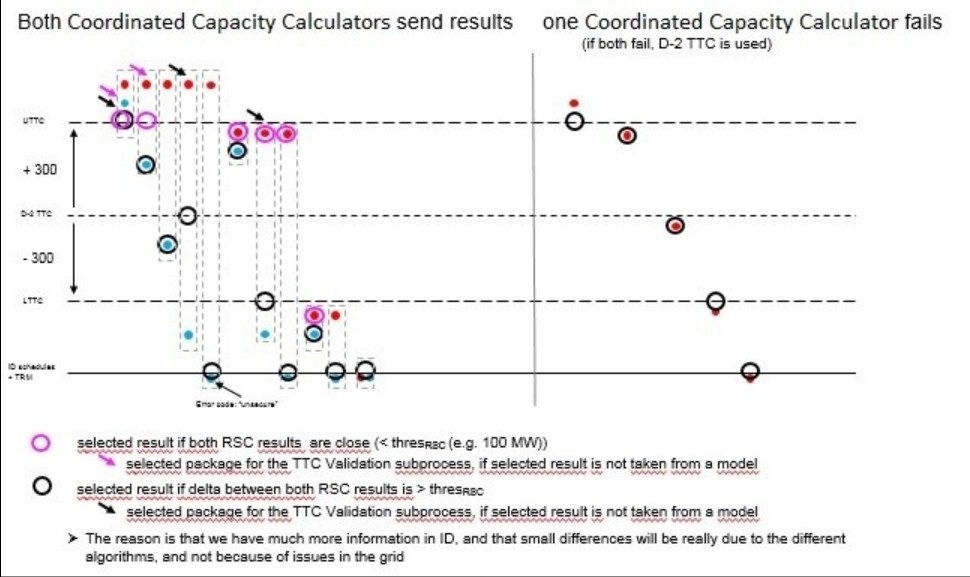 Both Coordinated Capacity Calculators send results
one Coordinated Capacity Calculator fails
(if both fail, D-2 TTC is used)
UTTC
+ 300
D-2 TTC
- 300
LTTC
ID schedules
+ TRM
Error code: "unsecure"
selected result if both RSC results are close (< thresRSC (e.g. 100 MW))
selected package for the TTC Validation subprocess, if selected result is not taken from a model
selected result if delta between both RSC results is > thresRSC
selected package for the TTC Validation subprocess, if selected result is not taken from a model
➤ The reason is that we have much more information in ID, and that small differences will be really due to the different
algorithms, and not because of issues in the grid